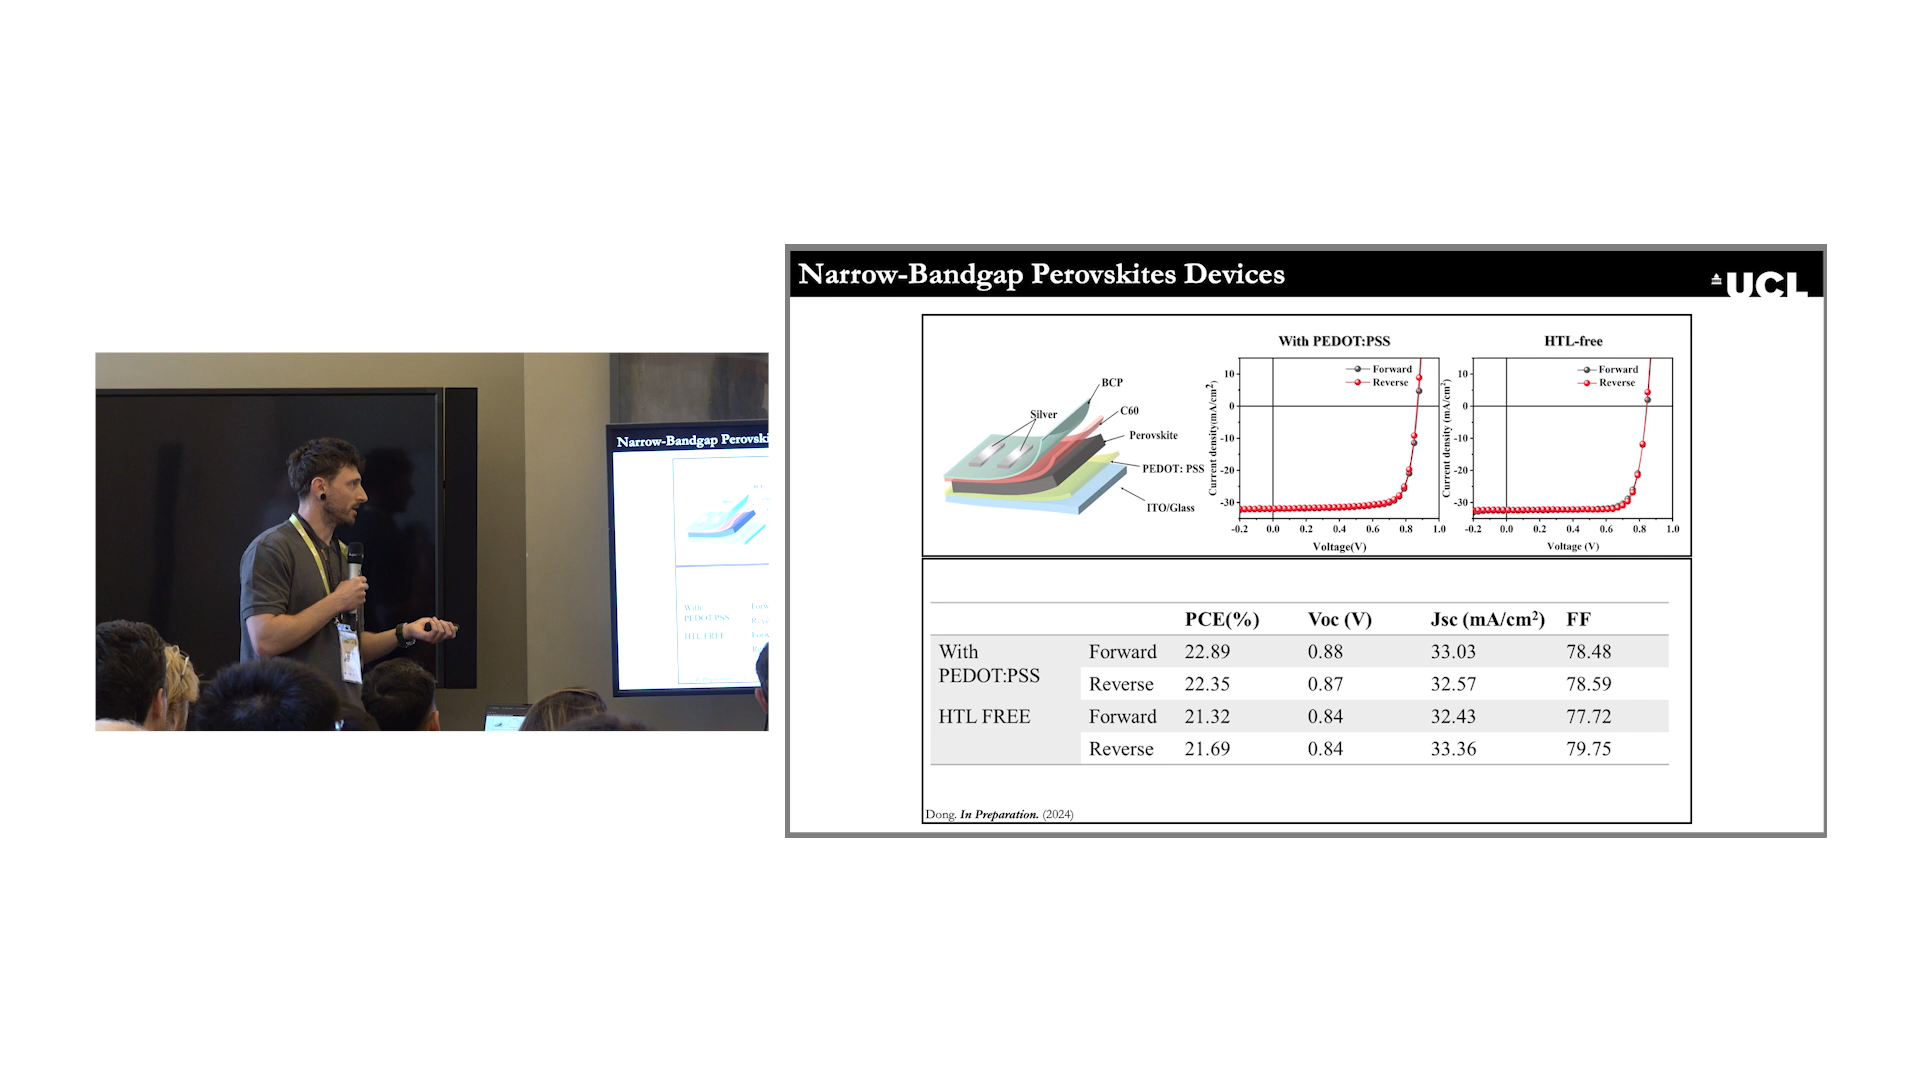 Narrow-Bandgap Perovskites Devices
UCL
Narrow-Bandgap Perovski
With
PEDOT:PSS
HTL FREE
BCP
Silver
C60
Perovskite
PEDOT: PSS
ITO/Glass
With PEDOT:PSS
Forward
Reverse
Current density(mA/cm²)
10
0
-10
-20
-30
-0.2 0.0 0.2 0.4 0.6 0.8 1.0
Voltage(V)
HTL-free
Forward
Reverse
Current density (mA/cm²)
10
0
-10
-20
-30
-0.2 0.0 0.2 0.4 0.6 0.8 1.0
Voltage (V)
PCE(%) Voc (V) Jsc (mA/cm²) FF
With PEDOT:PSS Forward 22.89 0.88 33.03 78.48
Reverse 22.35 0.87 32.57 78.59
HTL FREE Forward 21.32 0.84 32.43 77.72
Reverse 21.69 0.84 33.36 79.75
Dong. In Preparation. (2024)